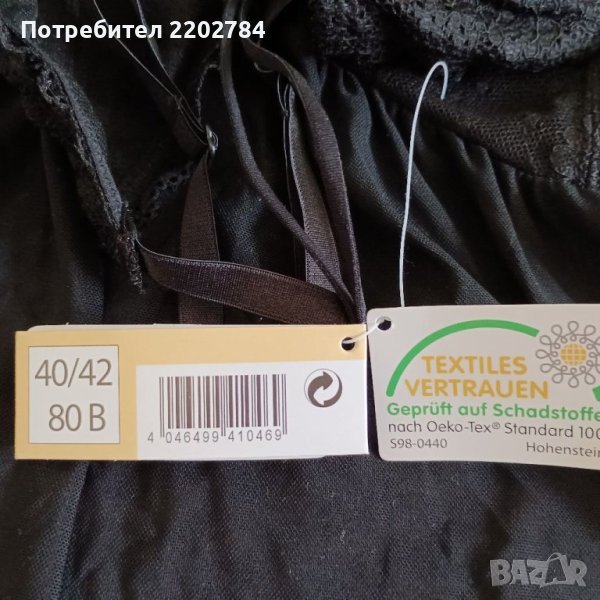 Потребител 2202784
40/42
80 B
4 046499 410469
TEXTILES
VERTRAUEN
Geprüft auf Schadstoffe
nach Oeko-Tex® Standard 100
S98-0440
Hohenstein
BAZAR